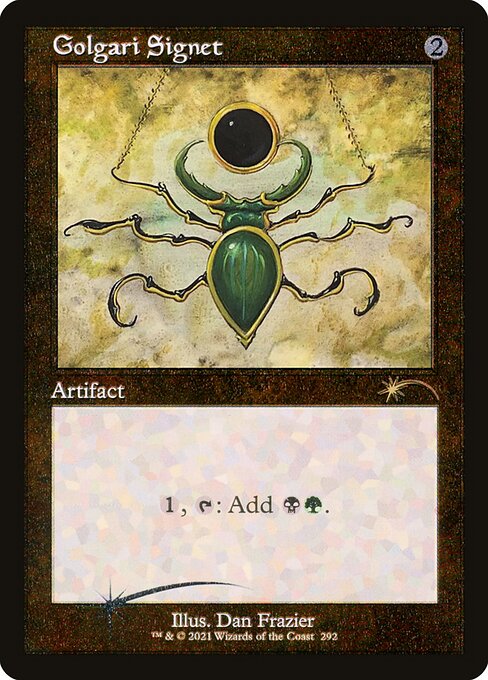 Golgari Signet 2
Artifact
1, : Add .
Illus. Dan Frazier
™ & © 2021 Wizards of the Coast 292